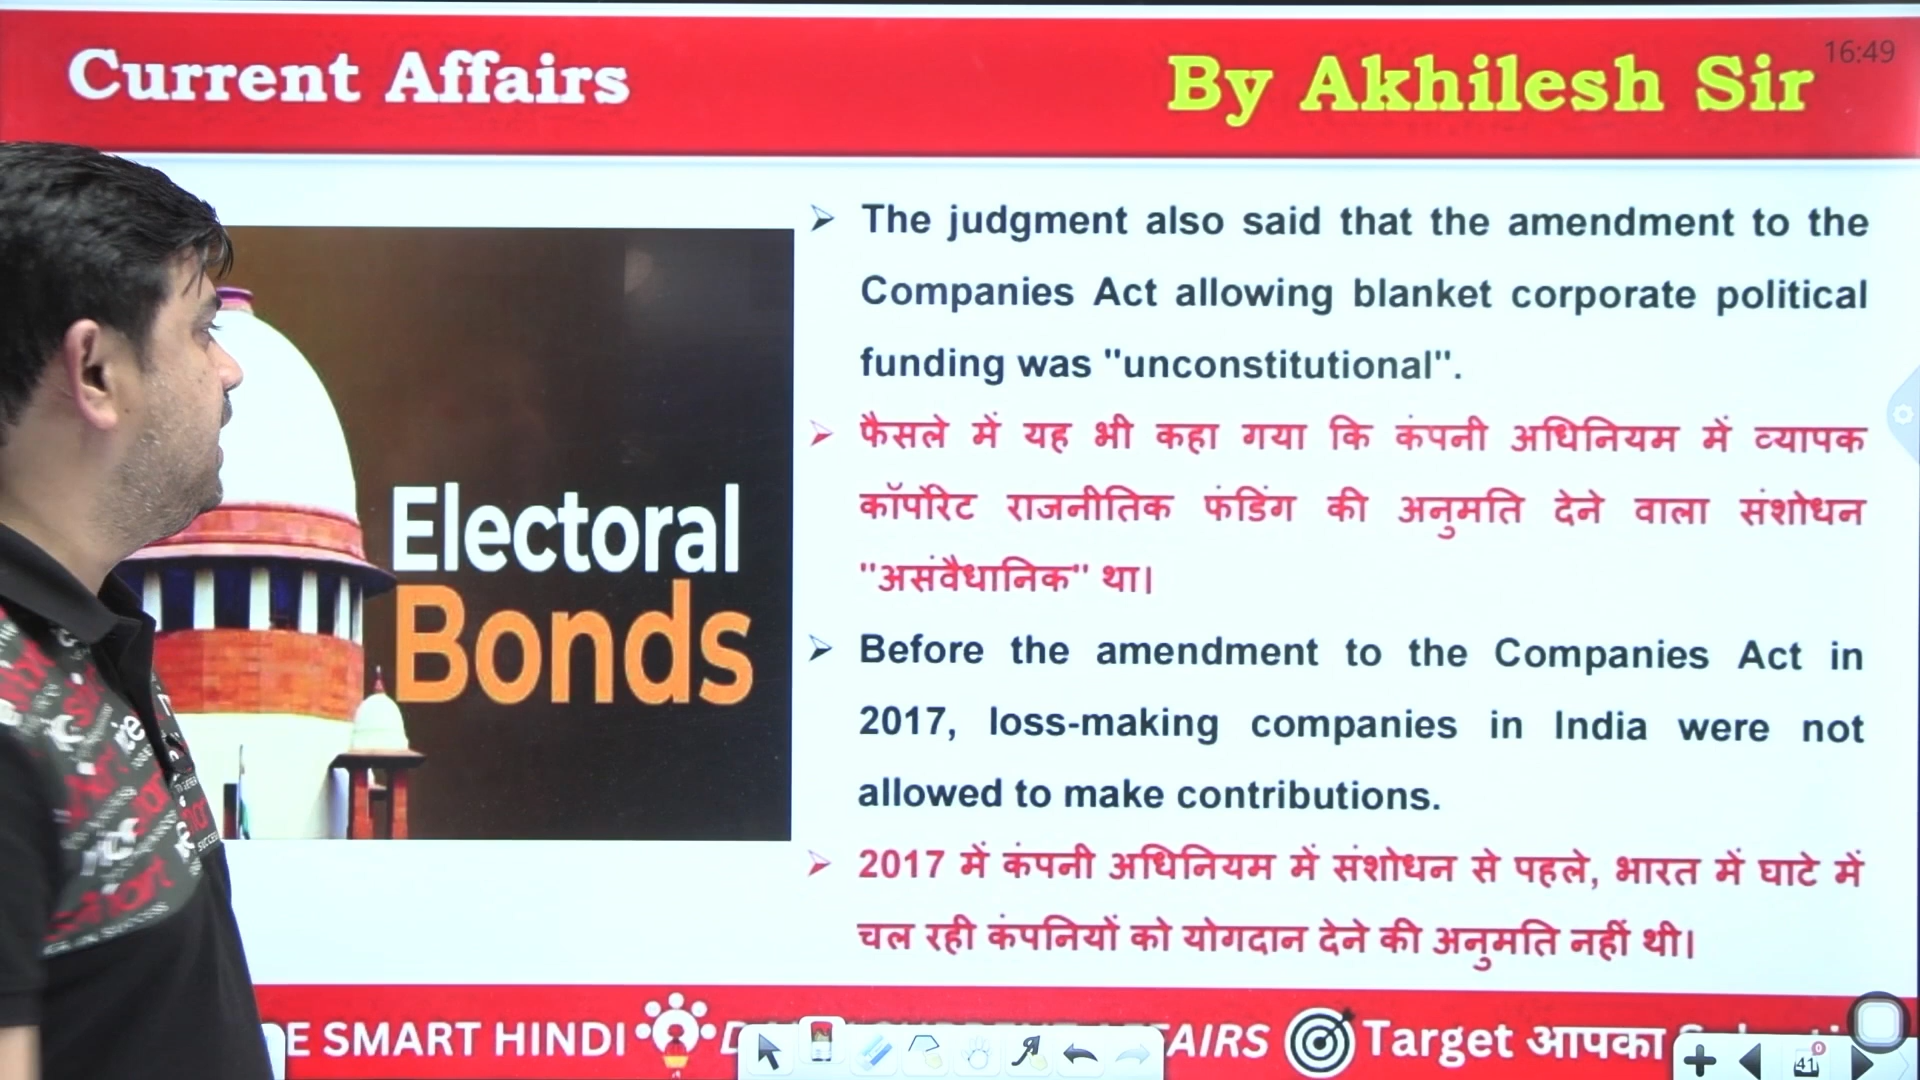 Current Affairs
By Akhilesh Sir
16:49
The judgment also said that the amendment to the
Companies Act allowing blanket corporate political
funding was "unconstitutional".
फैसले में यह भी कहा गया कि कंपनी अधिनियम में व्यापक
कॉर्पोरेट राजनीतिक फंडिंग की अनुमति देने वाला संशोधन
"असंवैधानिक" था।
Before the amendment to the Companies Act in
2017, loss-making companies in India were not
allowed to make contributions.
2017 में कंपनी अधिनियम में संशोधन से पहले, भारत में घाटे में
चल रही कंपनियों को योगदान देने की अनुमति नहीं थी।
Electoral
Bonds
E SMART HINDI
AIRS
Target आपका
41
0